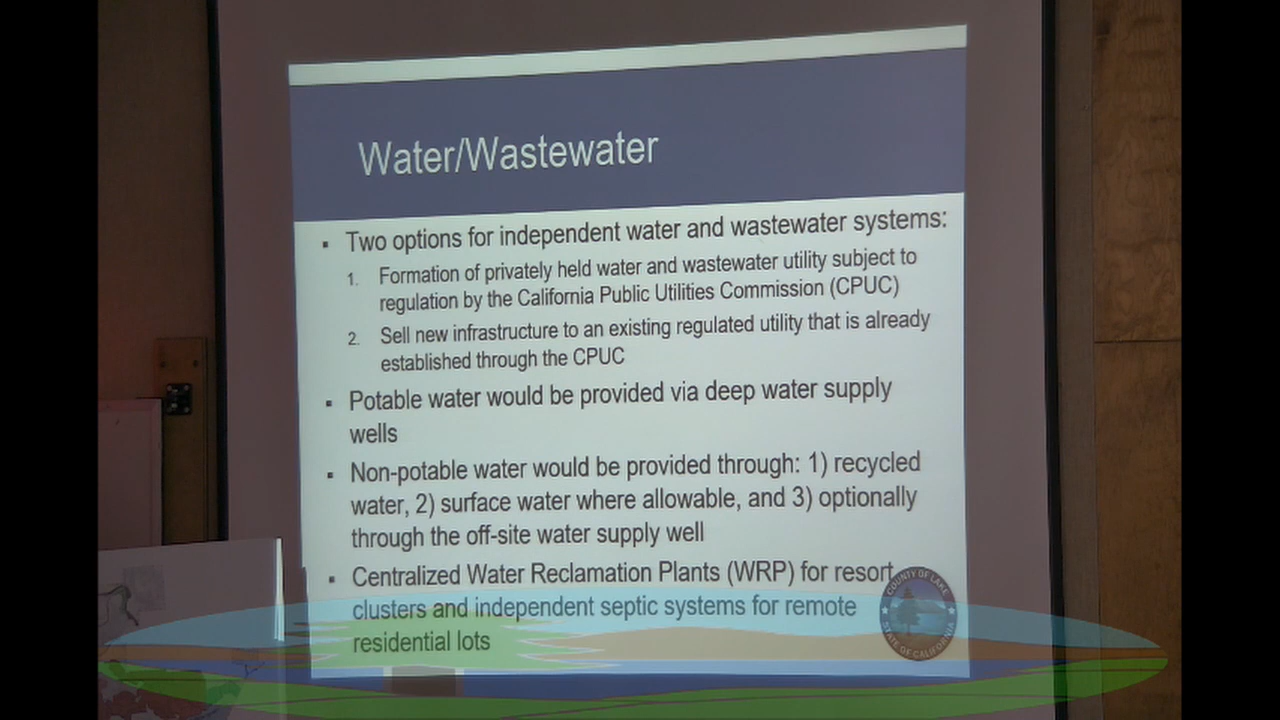 Water/Wastewater
▪ Two options for independent water and wastewater systems:
1. Formation of privately held water and wastewater utility subject to
regulation by the California Public Utilities Commission (CPUC)
2. Sell new infrastructure to an existing regulated utility that is already
established through the CPUC
▪ Potable water would be provided via deep water supply
wells
▪ Non-potable water would be provided through: 1) recycled
water, 2) surface water where allowable, and 3) optionally
through the off-site water supply well
▪ Centralized Water Reclamation Plants (WRP) for resort
clusters and independent septic systems for remote
residential lots
COUNTY OF LAKE
STATE OF CALIFORNIA